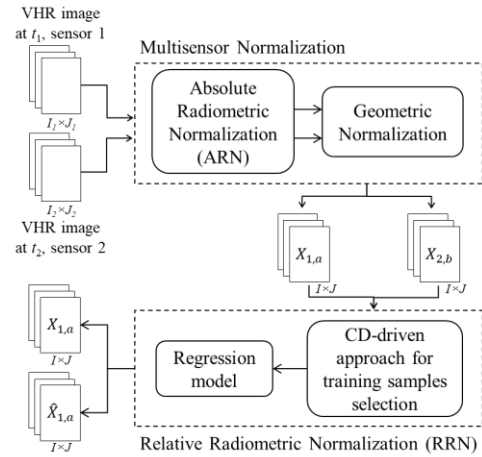 VHR image
at t₁, sensor 1
I₁×J₁
I₂×J₂
VHR image
at t₂, sensor 2
Multisensor Normalization
Absolute
Radiometric
Normalization
(ARN)
Geometric
Normalization
X₁,ₐ
I×J
X₂,b
I×J
CD-driven
approach for
training samples
selection
Regression
model
X₁,ₐ
I×J
X̂₁,ₐ
I×J
Relative Radiometric Normalization (RRN)